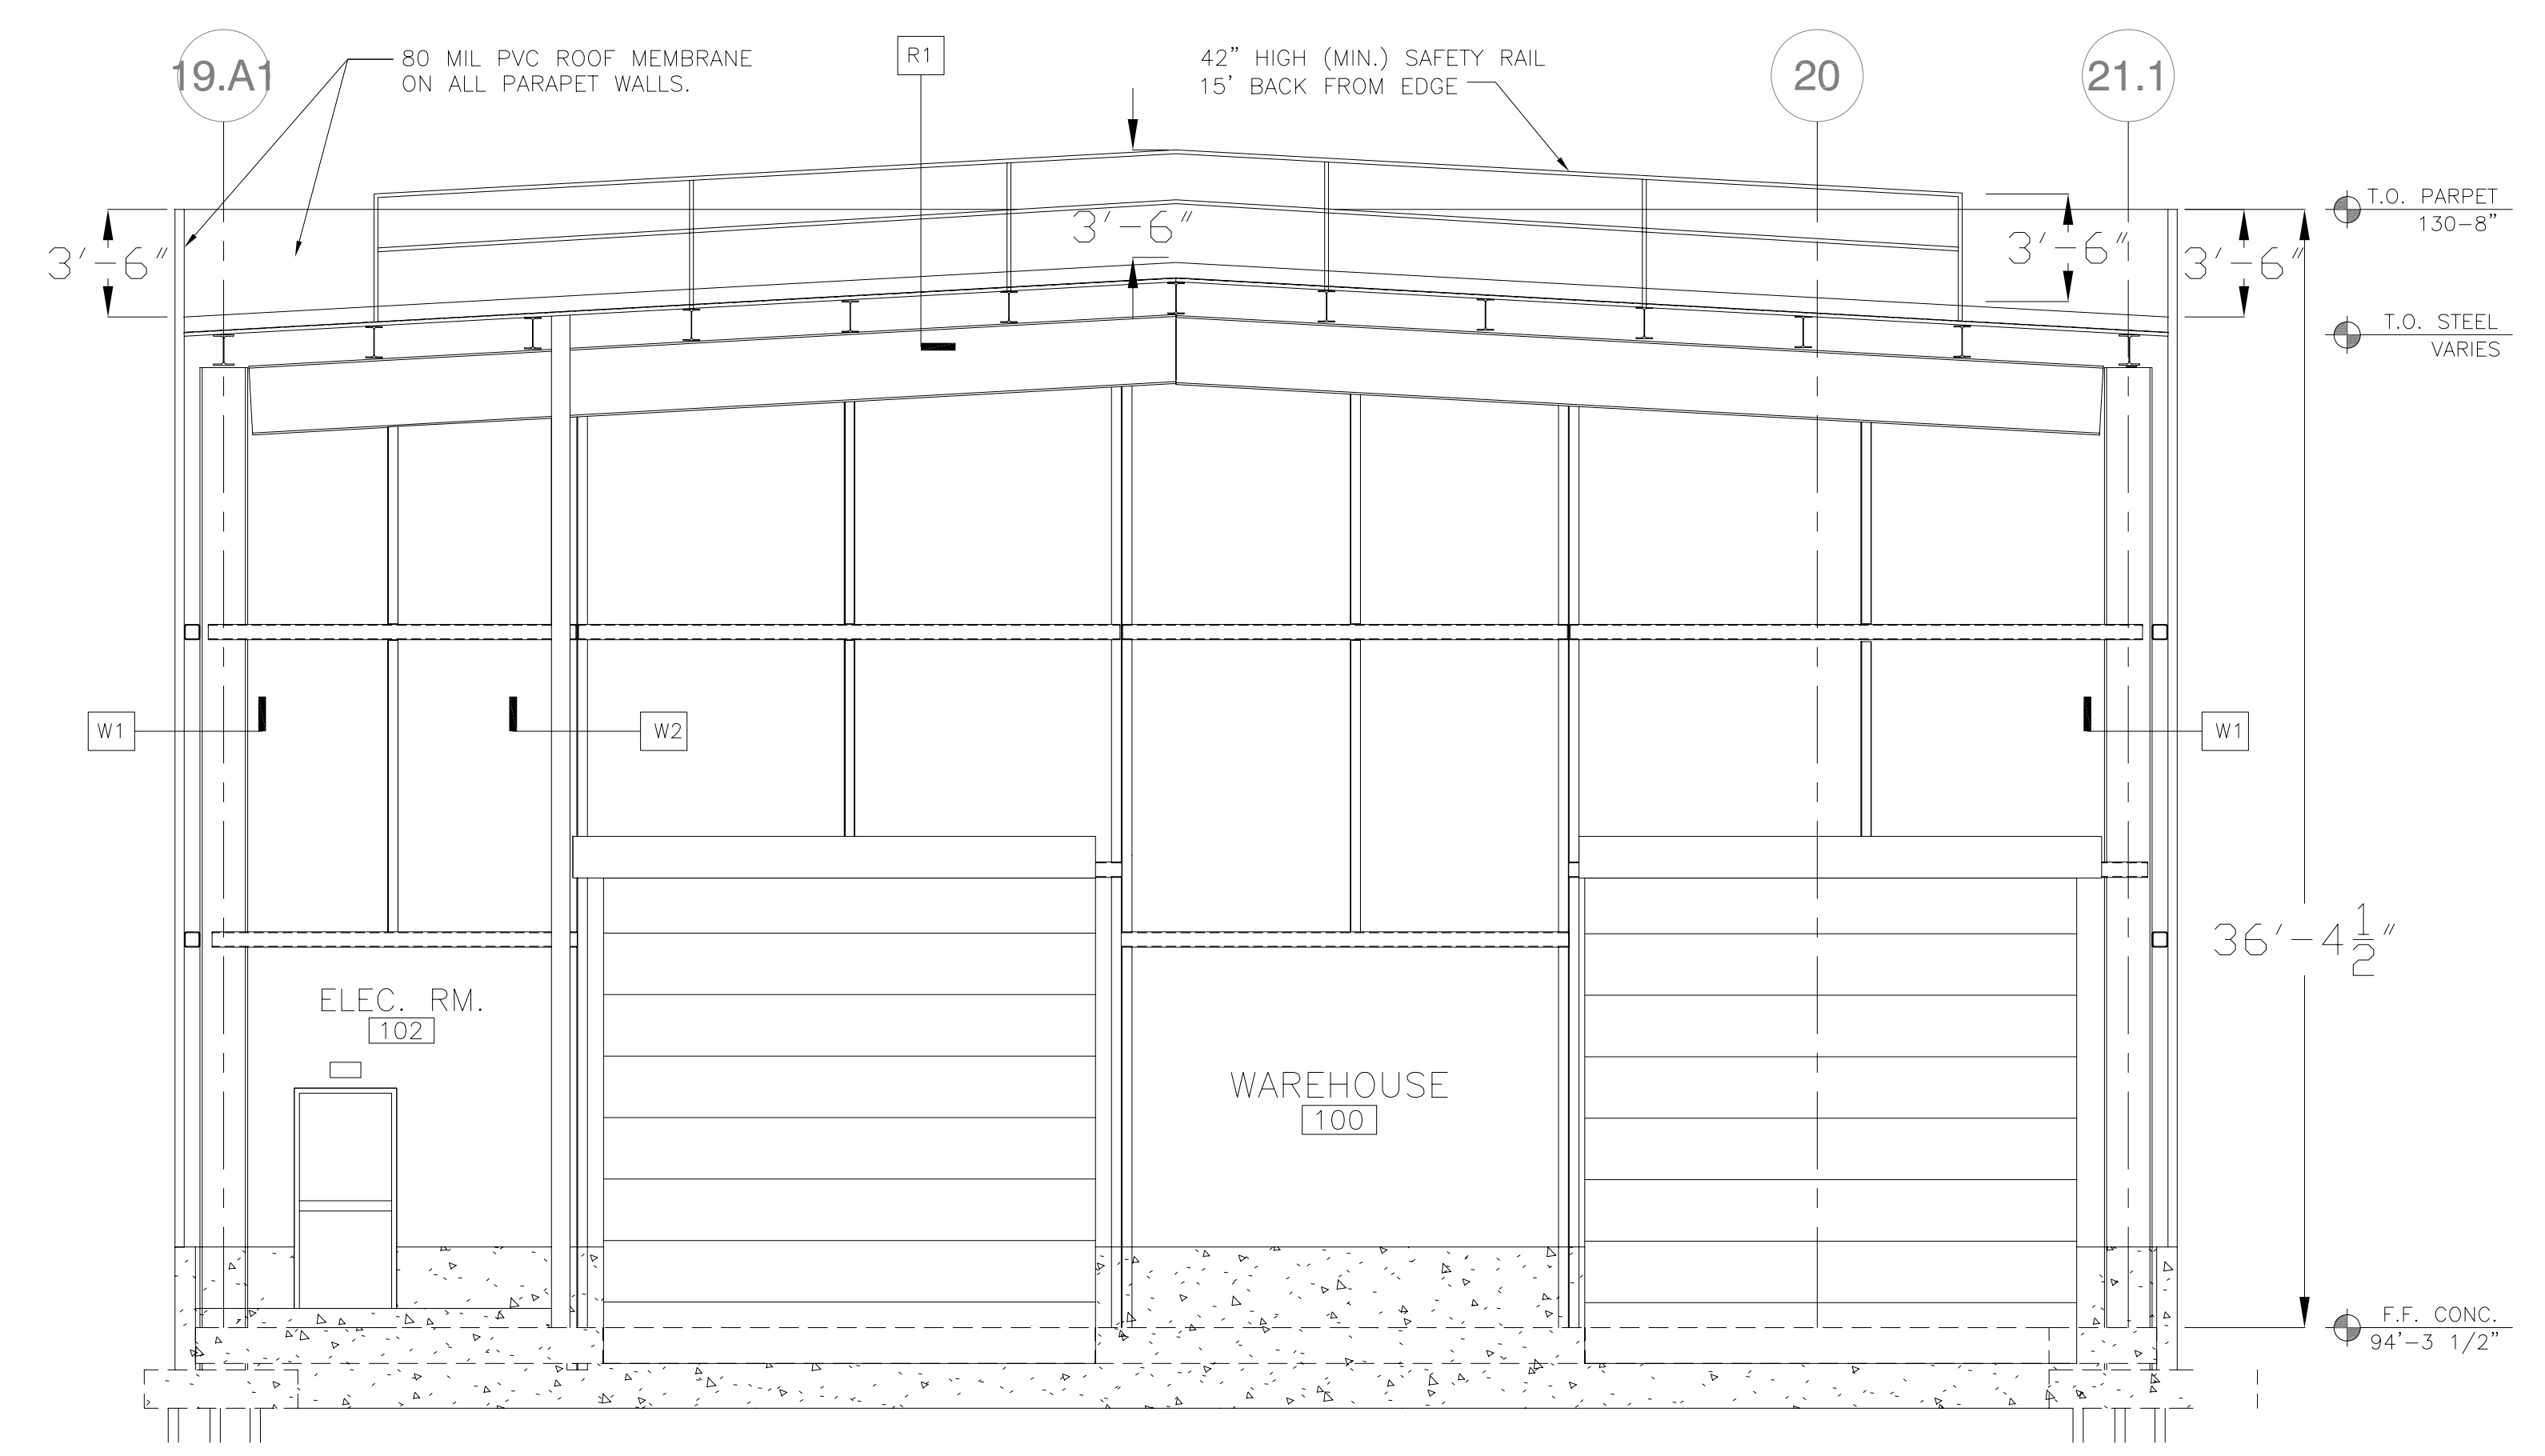 19.A1
80 MIL PVC ROOF MEMBRANE
ON ALL PARAPET WALLS.
R1
42” HIGH (MIN.) SAFETY RAIL
15’ BACK FROM EDGE
20
21.1
T.O. PARPET
130–8”
3’–6”
3’–6”
3’–6”
3’–6”
T.O. STEEL
VARIES
W1
W2
W1
36’–4 1/2”
ELEC. RM.
102
WAREHOUSE
100
F.F. CONC.
94’–3 1/2”